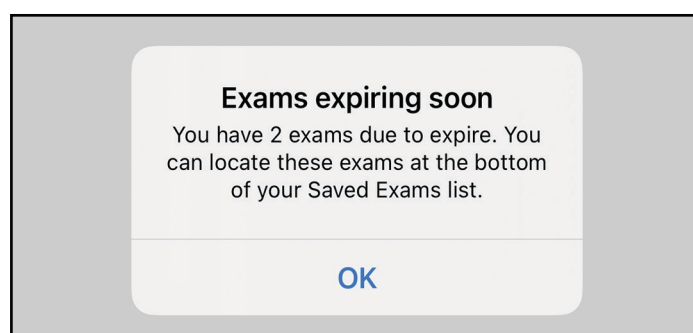 Exams expiring soon
You have 2 exams due to expire. You
can locate these exams at the bottom
of your Saved Exams list.
OK